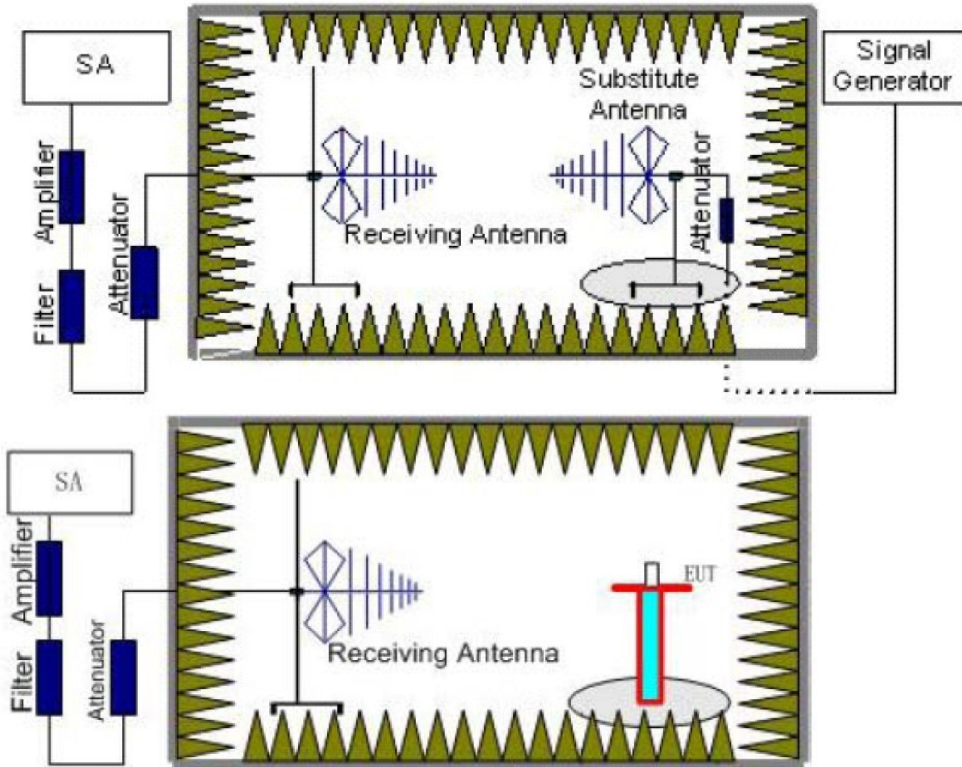 SA
Signal
Generator
Substitute
Antenna
Amplifier
Attenuator
Filter
Receiving Antenna
Attenuator
SA
Amplifier
Filter
Attenuator
Receiving Antenna
EUT